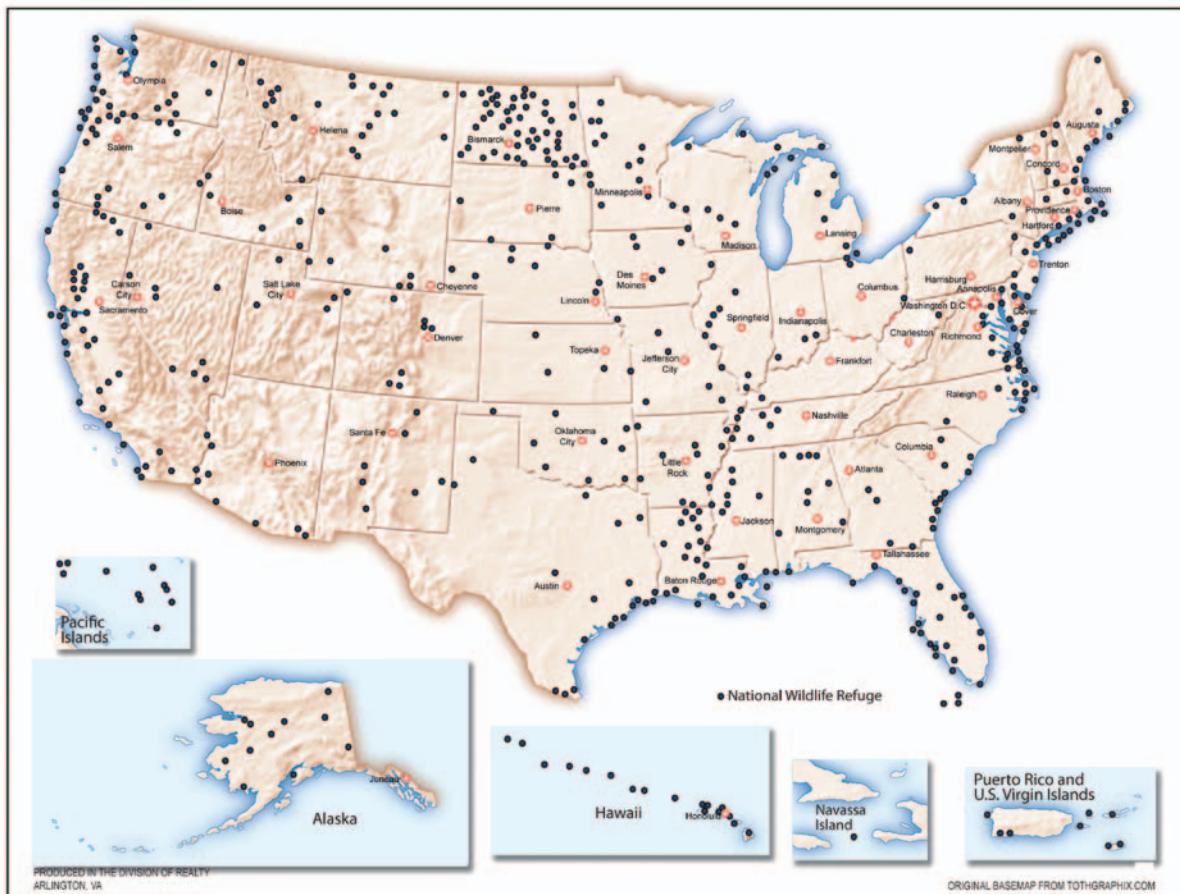 Olympia
Salem
Helena
Boise
Bismarck
Pierre
Minneapolis
Madison
Lansing
Augusta
Montpelier
Concord
Boston
Albany
Providence
Hartford
Trenton
Harrisburg
Annapolis
Washington D.C.
Dover
Carson
City
Sacramento
Salt Lake
City
Cheyenne
Denver
Lincoln
Des
Moines
Topeka
Jefferson
City
Springfield
Indianapolis
Columbus
Charleston
Richmond
Frankfort
Raleigh
Nashville
Columbia
Santa Fe
Phoenix
Oklahoma
City
Little
Rock
Atlanta
Jackson
Montgomery
Tallahassee
Austin
Baton Rouge
Pacific
Islands
National Wildlife Refuge
Juneau
Alaska
Honolulu
Hawaii
Navassa
Island
Puerto Rico and
U.S. Virgin Islands
PRODUCED IN THE DIVISION OF REALTY
ARLINGTON, VA
ORIGINAL BASEMAP FROM TOTHGRAPHIX.COM